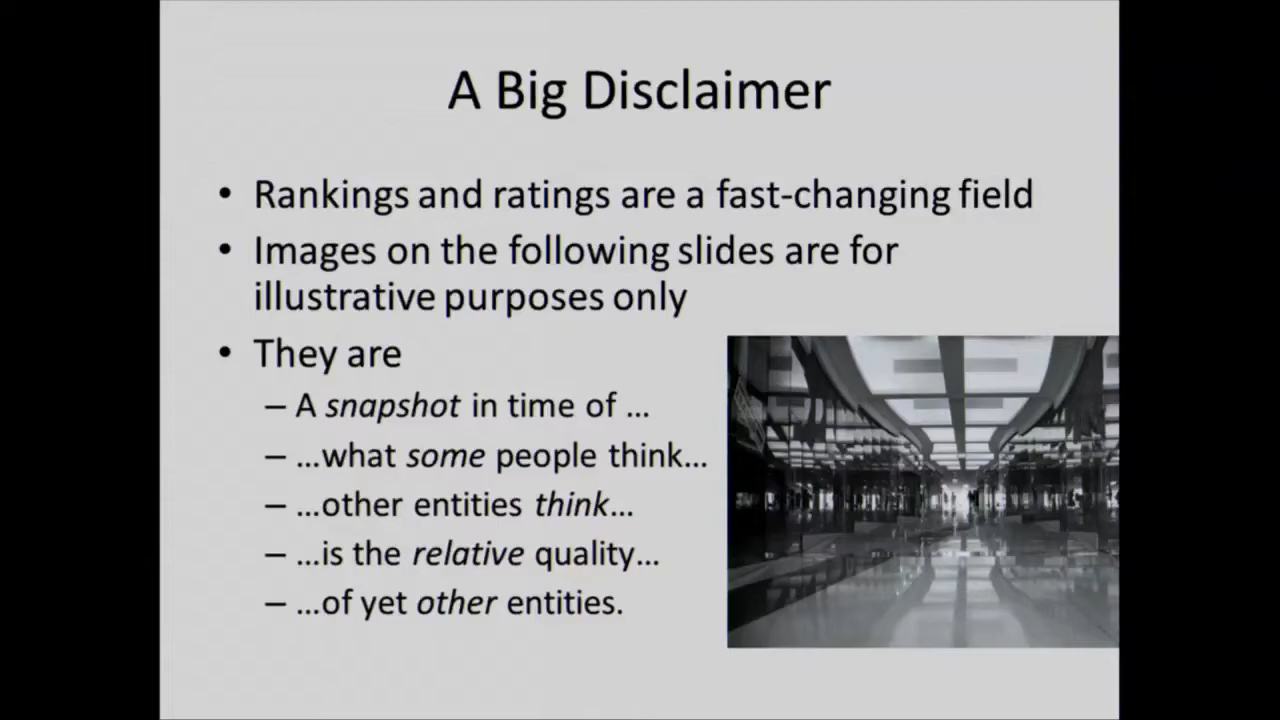 A Big Disclaimer
• Rankings and ratings are a fast-changing field
• Images on the following slides are for
illustrative purposes only
• They are
– A snapshot in time of …
– …what some people think…
– …other entities think…
– …is the relative quality…
– …of yet other entities.